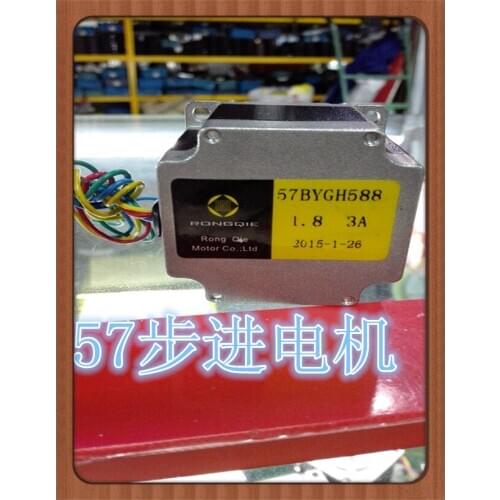 57BYGH588
1.8 3A
2015-1-26
RONGQIE
Rong Qie
Motor Co.;Ltd
57步进电机